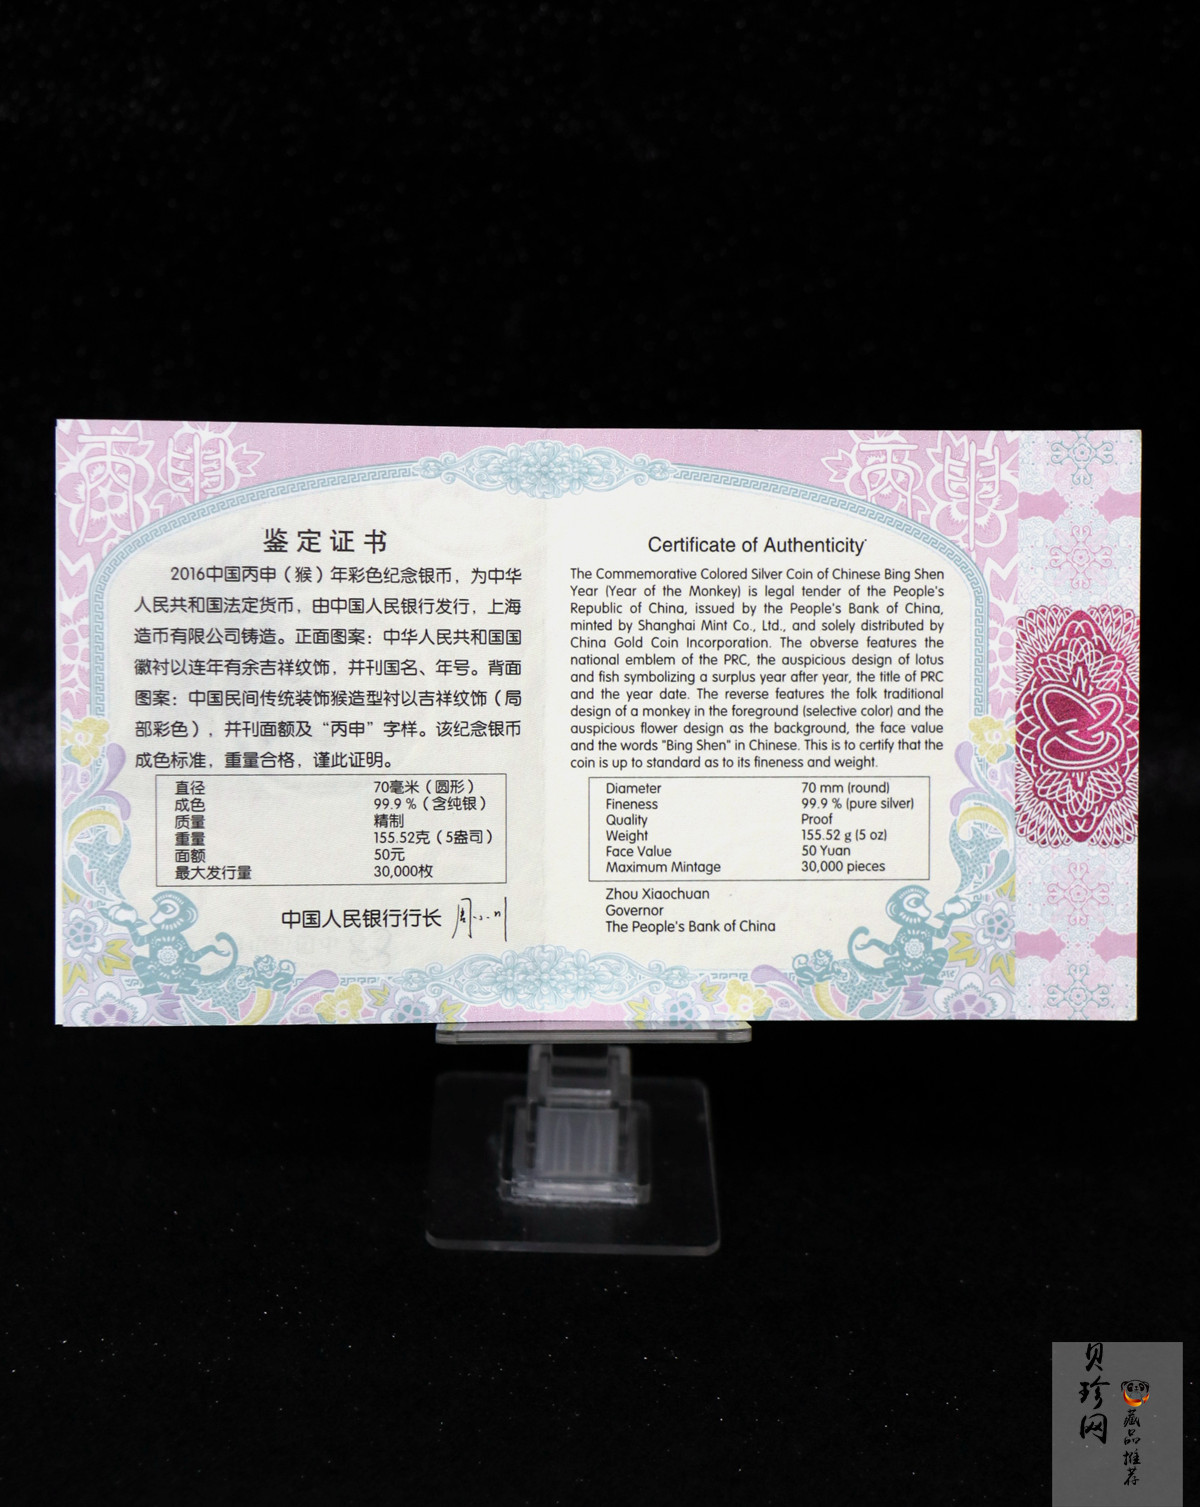 丙申
丙申
鉴定证书
2016中国丙申（猴）年彩色纪念银币，为中华
人民共和国法定货币，由中国人民银行发行，上海
造币有限公司铸造。正面图案：中华人民共和国国
徽衬以连年有余吉祥纹饰，并刊国名、年号。背面
图案：中国民间传统装饰猴造型衬以吉祥纹饰（局
部彩色），并刊面额及“丙申”字样。该纪念银币
成色标准，重量合格，谨此证明。
直径 70毫米（圆形）
成色 99.9 %（含纯银）
质量 精制
重量 155.52克（5盎司）
面额 50元
最大发行量 30,000枚
中国人民银行行长 周小川
Certificate of Authenticity
The Commemorative Colored Silver Coin of Chinese Bing Shen
Year (Year of the Monkey) is legal tender of the People's
Republic of China, issued by the People's Bank of China,
minted by Shanghai Mint Co., Ltd., and solely distributed by
China Gold Coin Incorporation. The obverse features the
national emblem of the PRC, the auspicious design of lotus
and fish symbolizing a surplus year after year, the title of PRC
and the year date. The reverse features the folk traditional
design of a monkey in the foreground (selective color) and the
auspicious flower design as the background, the face value
and the words "Bing Shen" in Chinese. This is to certify that the
coin is up to standard as to its fineness and weight.
Diameter 70 mm (round)
Fineness 99.9 % (pure silver)
Quality Proof
Weight 155.52 g (5 oz)
Face Value 50 Yuan
Maximum Mintage 30,000 pieces
Zhou Xiaochuan
Governor
The People's Bank of China
贝珍网
藏品推荐